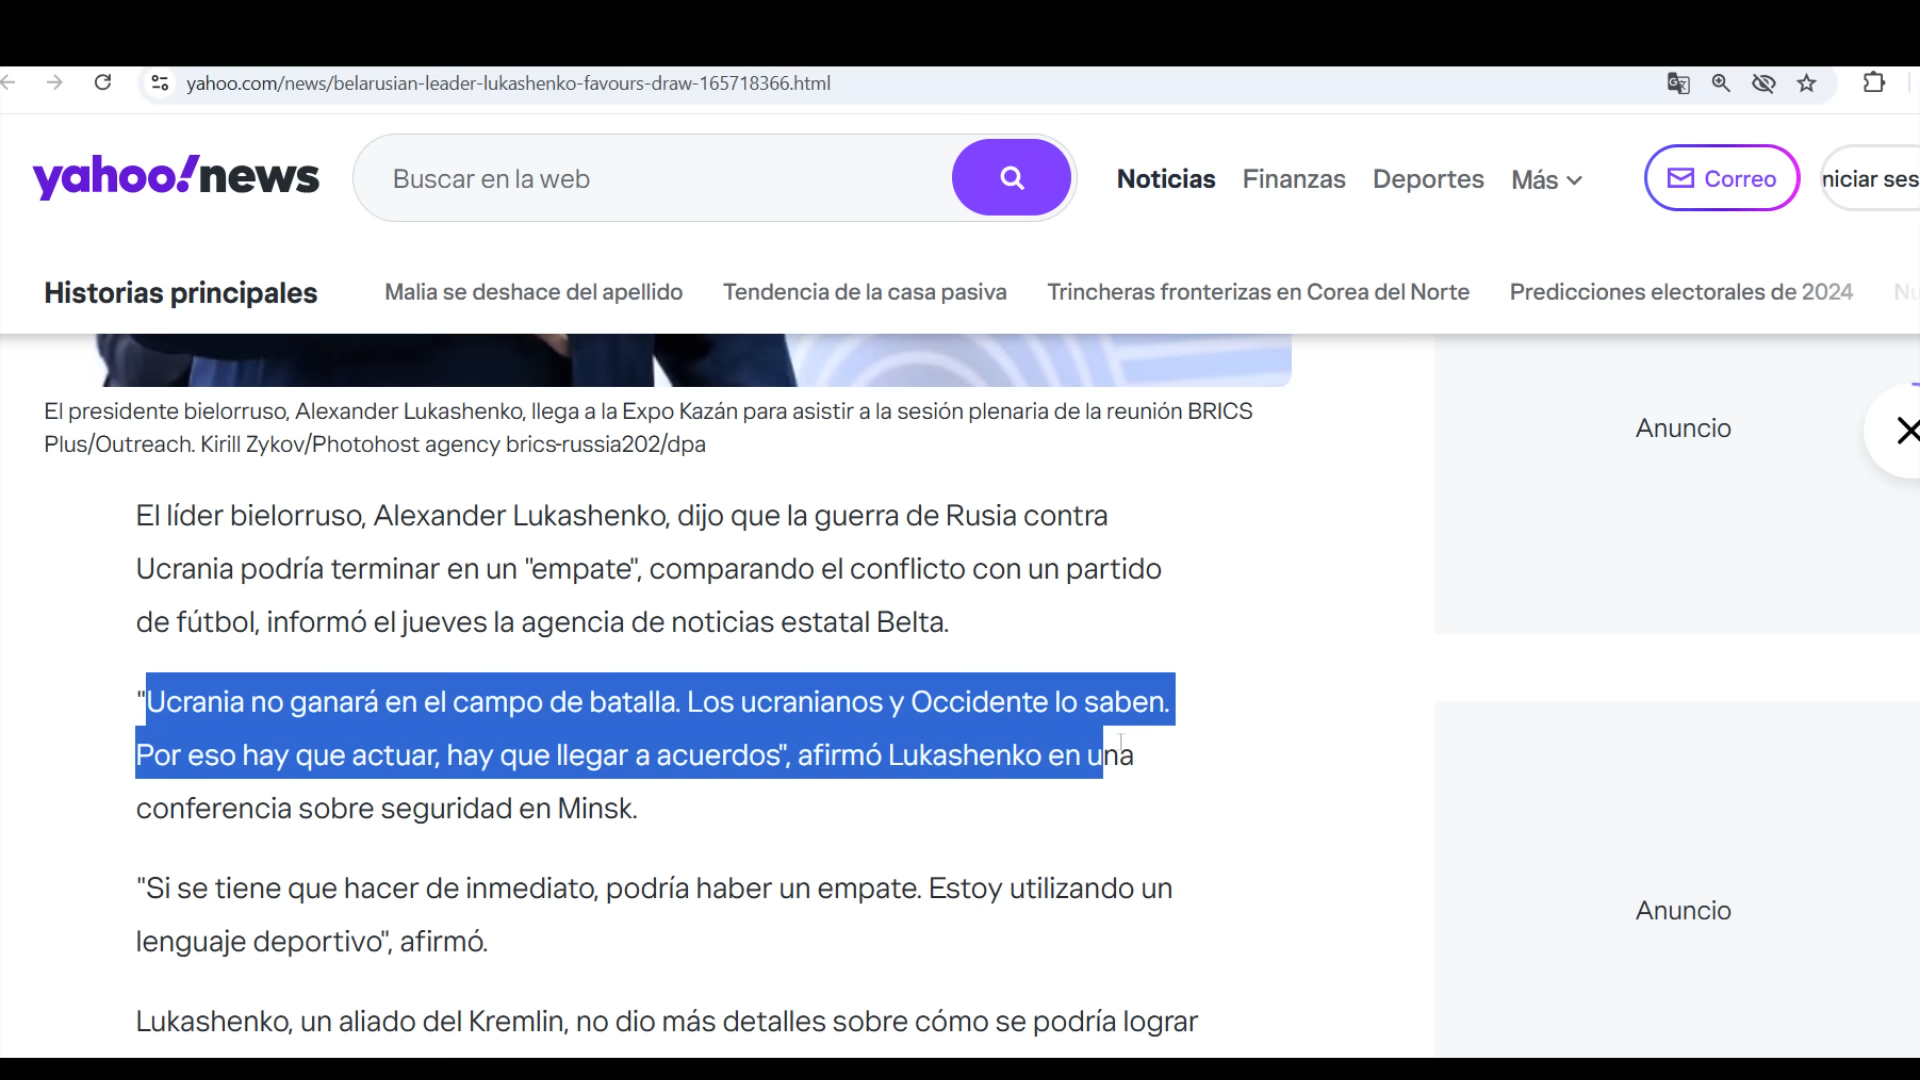 yahoo.com/news/belarusian-leader-lukashenko-favours-draw-165718366.html
yahoo!news
Buscar en la web
Noticias
Finanzas
Deportes
Más
Correo
niciar ses
Historias principales
Malia se deshace del apellido
Tendencia de la casa pasiva
Trincheras fronterizas en Corea del Norte
Predicciones electorales de 2024
Nu
El presidente bielorruso, Alexander Lukashenko, llega a la Expo Kazán para asistir a la sesión plenaria de la reunión BRICS
Plus/Outreach. Kirill Zykov/Photohost agency brics-russia202/dpa
Anuncio
El líder bielorruso, Alexander Lukashenko, dijo que la guerra de Rusia contra
Ucrania podría terminar en un "empate", comparando el conflicto con un partido
de fútbol, informó el jueves la agencia de noticias estatal Belta.
"Ucrania no ganará en el campo de batalla. Los ucranianos y Occidente lo saben.
Por eso hay que actuar, hay que llegar a acuerdos", afirmó Lukashenko en una
conferencia sobre seguridad en Minsk.
"Si se tiene que hacer de inmediato, podría haber un empate. Estoy utilizando un
lenguaje deportivo", afirmó.
Anuncio
Lukashenko, un aliado del Kremlin, no dio más detalles sobre cómo se podría lograr